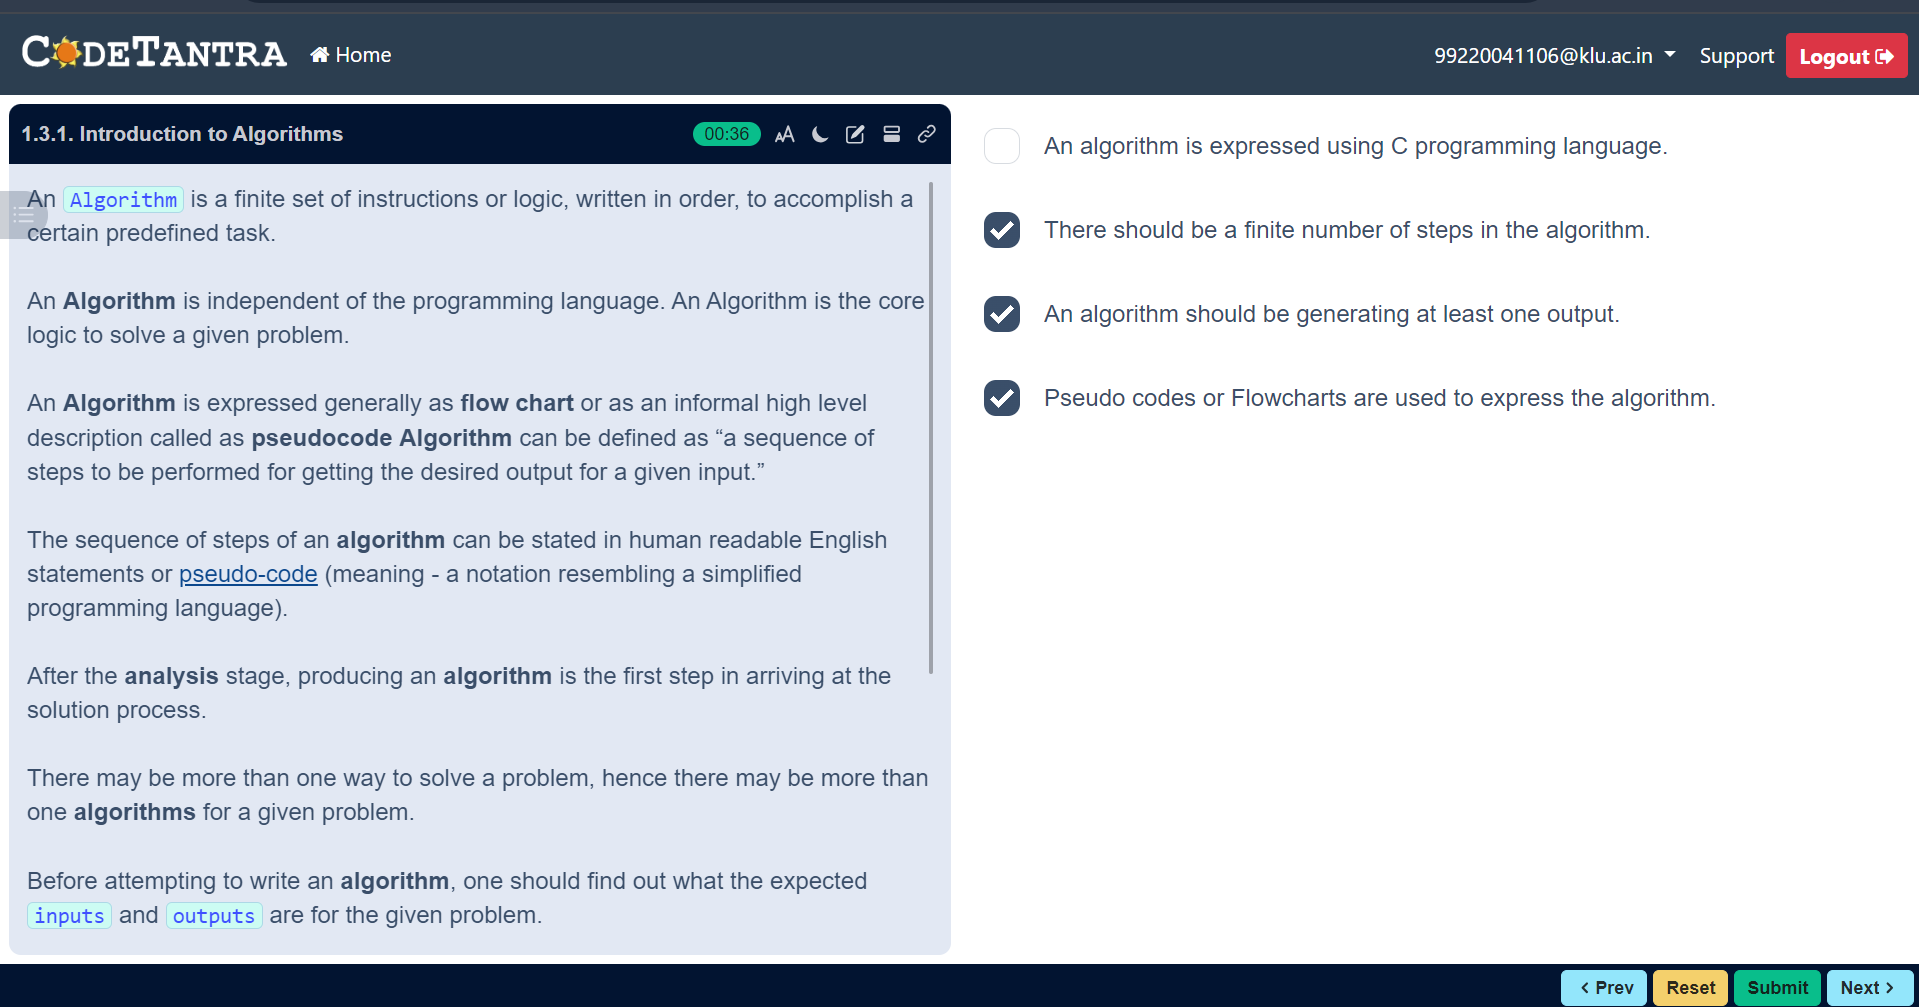 CODETANTRA Home 99220041106@klu.ac.in Support Logout
1.3.1. Introduction to Algorithms 00:36 AA
An Algorithm is a finite set of instructions or logic, written in order, to accomplish a
certain predefined task.
An Algorithm is independent of the programming language. An Algorithm is the core
logic to solve a given problem.
An Algorithm is expressed generally as flow chart or as an informal high level
description called as pseudocode Algorithm can be defined as “a sequence of
steps to be performed for getting the desired output for a given input.”
The sequence of steps of an algorithm can be stated in human readable English
statements or pseudo-code (meaning - a notation resembling a simplified
programming language).
After the analysis stage, producing an algorithm is the first step in arriving at the
solution process.
There may be more than one way to solve a problem, hence there may be more than
one algorithms for a given problem.
Before attempting to write an algorithm, one should find out what the expected
inputs and outputs are for the given problem.
An algorithm is expressed using C programming language.
There should be a finite number of steps in the algorithm.
An algorithm should be generating at least one output.
Pseudo codes or Flowcharts are used to express the algorithm.
‹ Prev Reset Submit Next ›